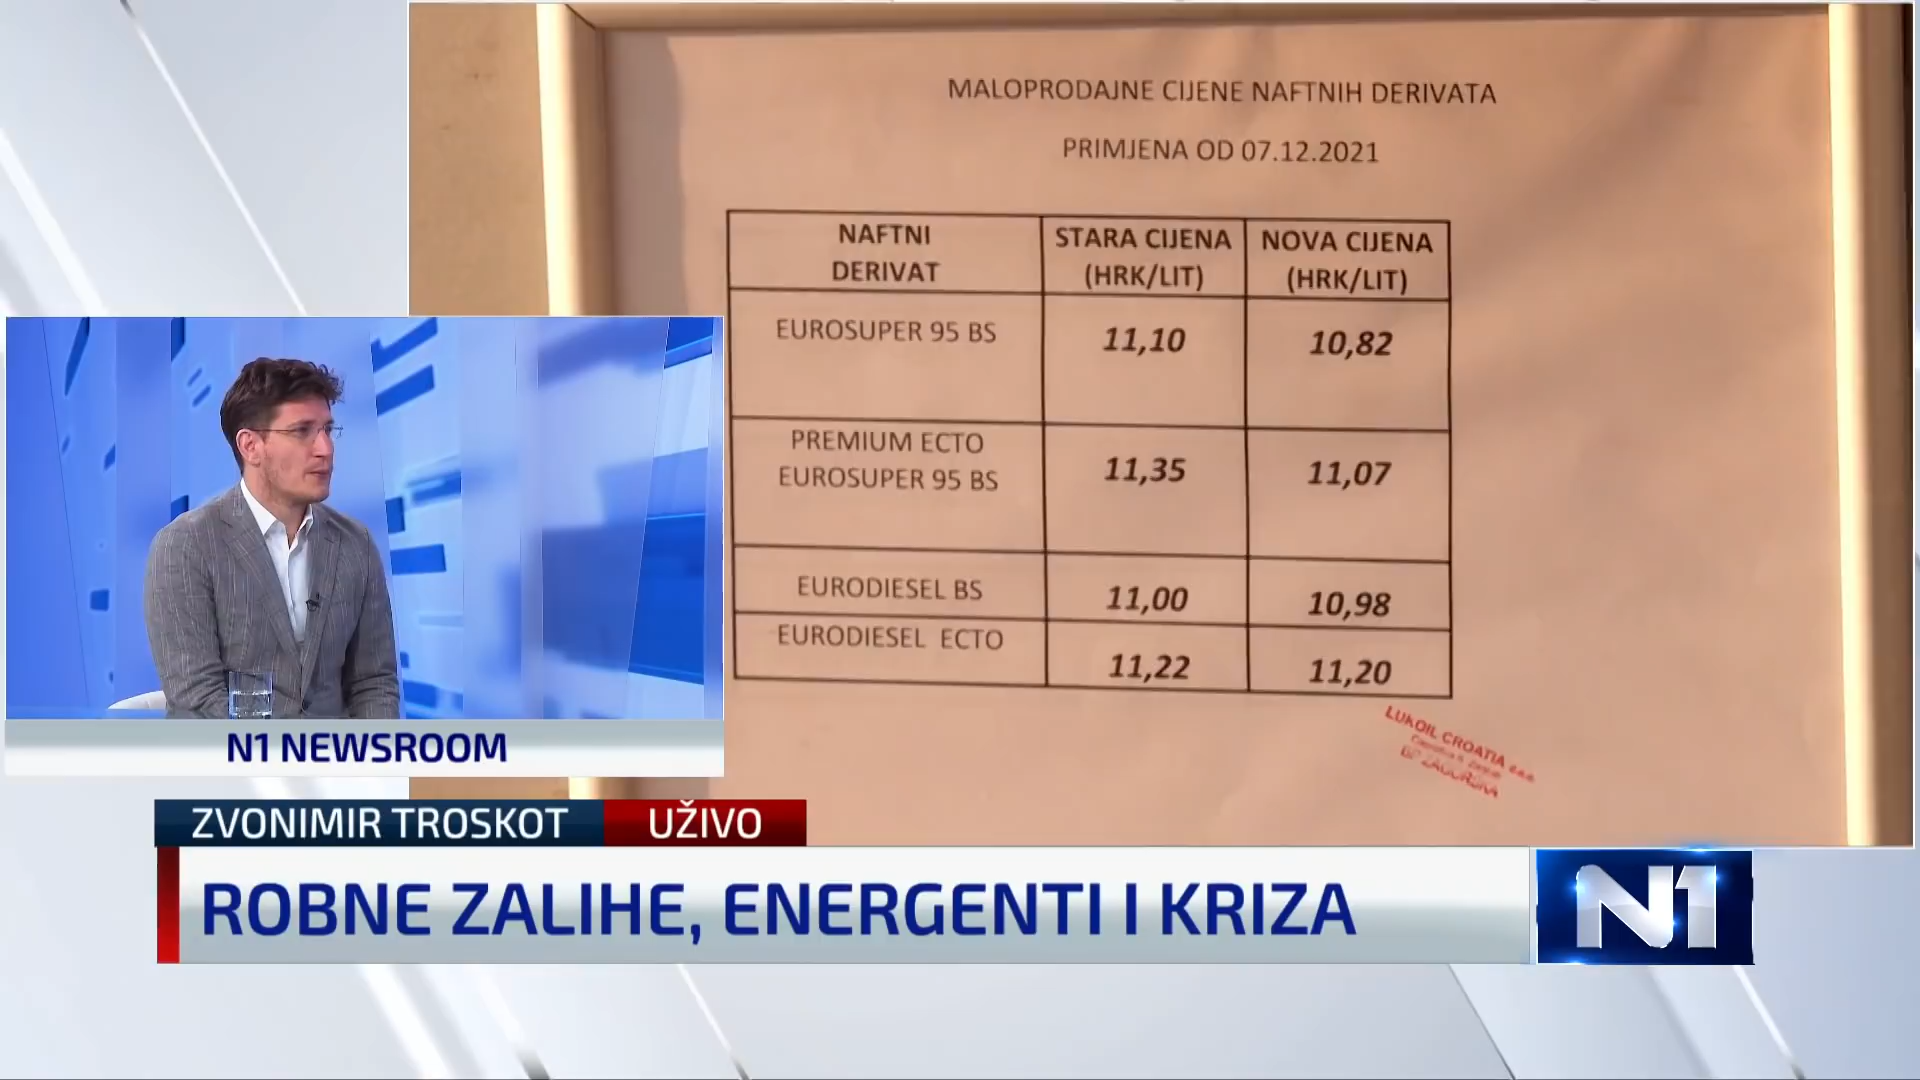 MALOPRODAJNE CIJENE NAFTNIH DERIVATA
PRIMJENA OD 07.12.2021
NAFTNI DERIVAT
STARA CIJENA (HRK/LIT)
NOVA CIJENA (HRK/LIT)
EUROSUPER 95 BS 11,10 10,82
PREMIUM ECTO EUROSUPER 95 BS 11,35 11,07
EURODIESEL BS 11,00 10,98
EURODIESEL ECTO 11,22 11,20
LUKOIL CROATIA d.o.o.
N1 NEWSROOM
ZVONIMIR TROSKOT UŽIVO
ROBNE ZALIHE, ENERGENTI I KRIZA
N1